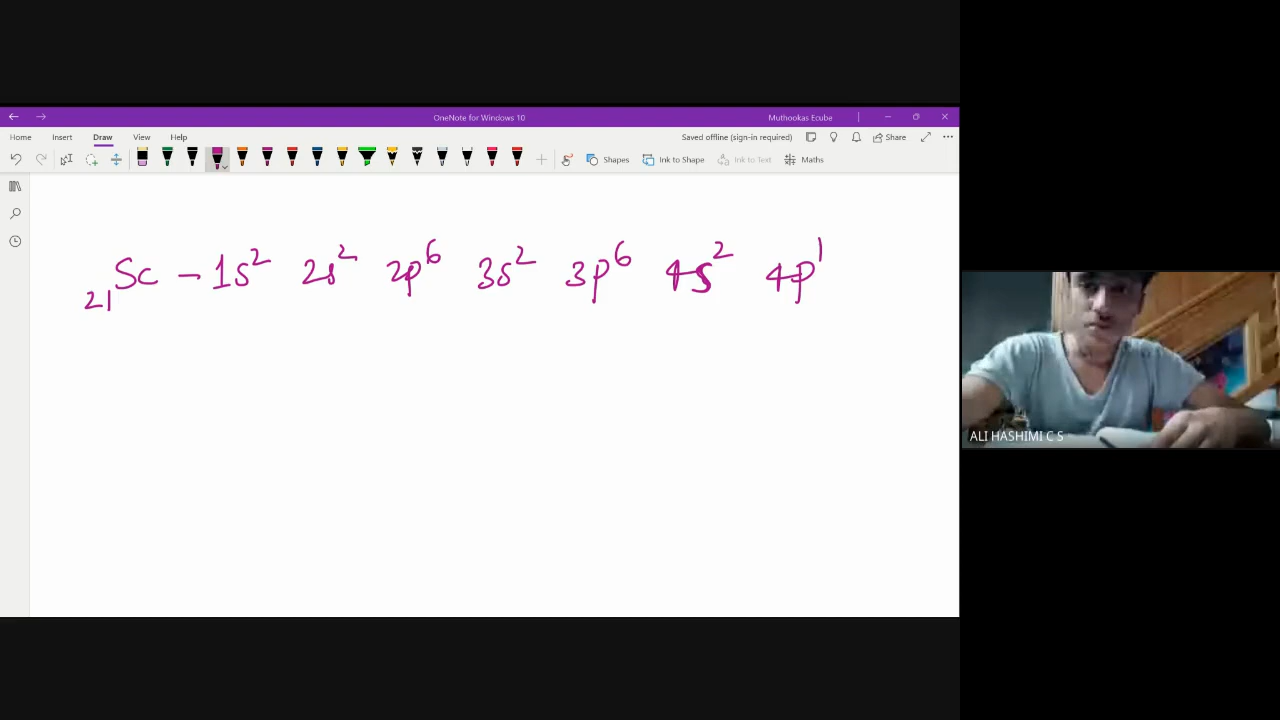 OneNote for Windows 10
Muthookas Ecube
Home Insert Draw View Help
Saved offline (sign-in required) Share
Shapes Ink to Shape Ink to Text Maths
₂₁Sc – 1s² 2s² 2p⁶ 3s² 3p⁶ 4s² 4p¹
ALI HASHIMI C S